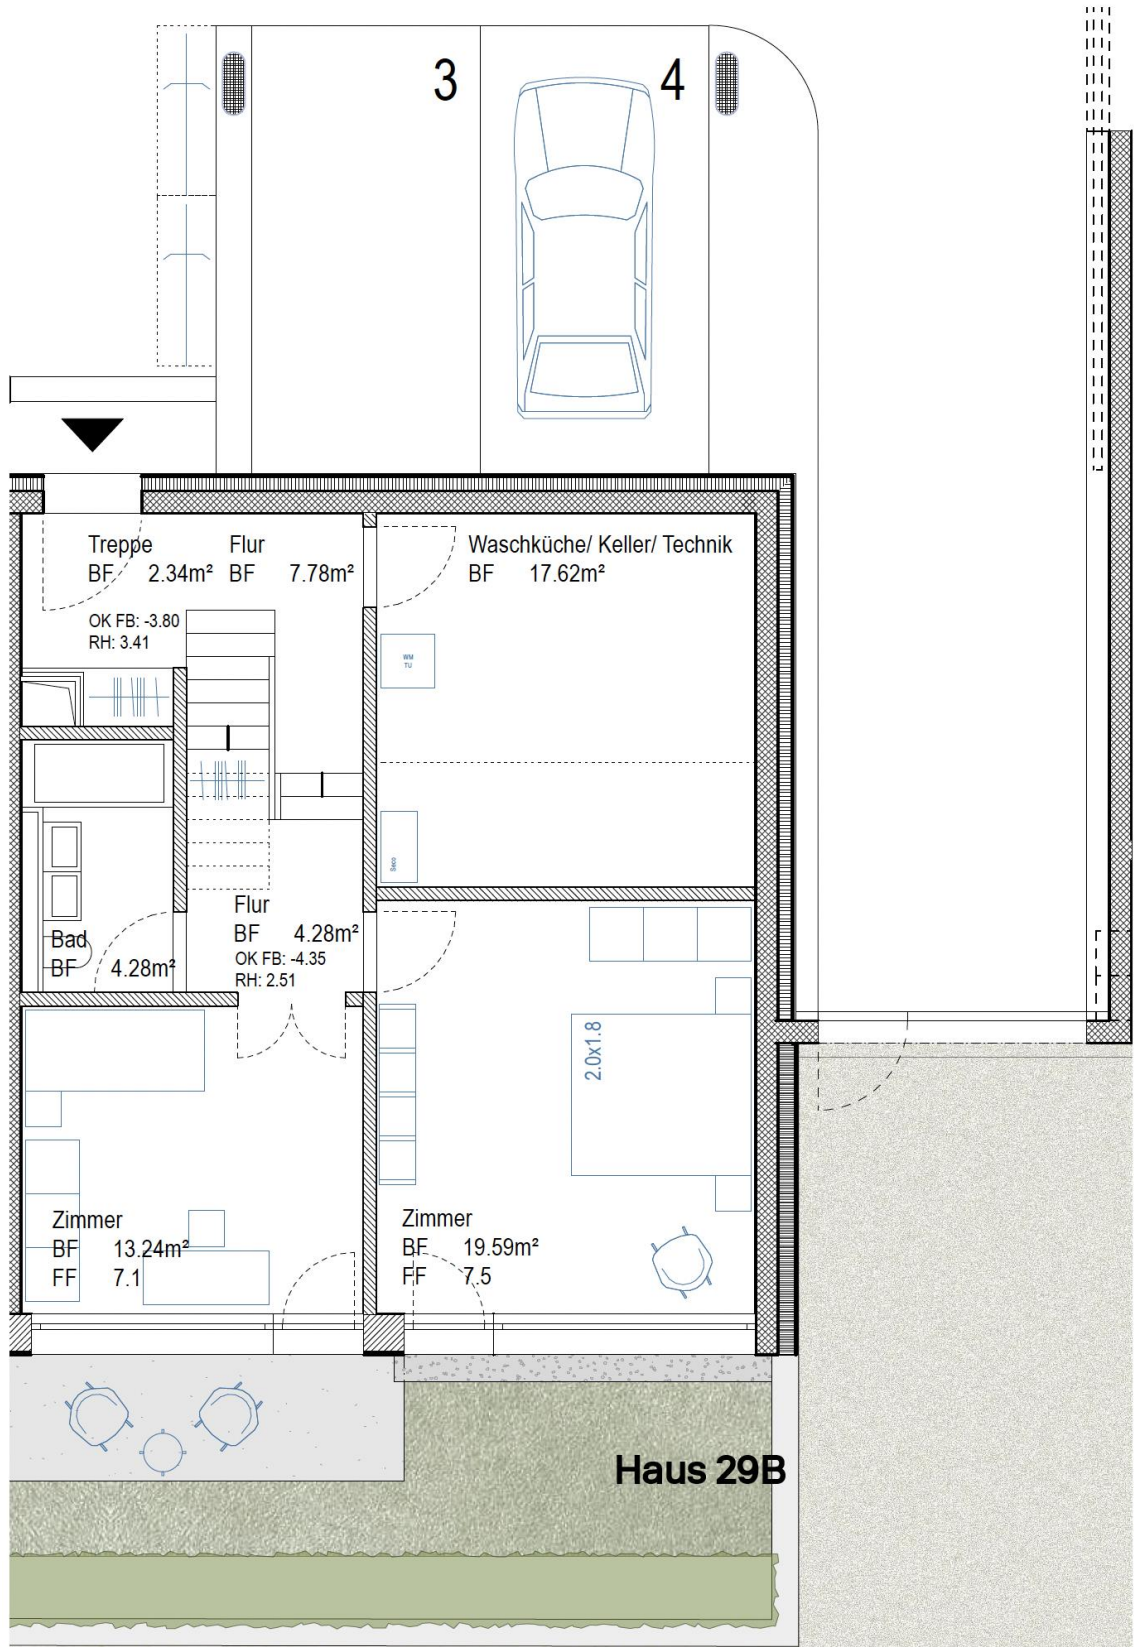 3
4
Treppe
BF 2.34m²
OK FB: -3.80
RH: 3.41
Flur
BF 7.78m²
Waschküche/ Keller/ Technik
BF 17.62m²
WM
TU
Seco
Flur
BF 4.28m²
OK FB: -4.35
RH: 2.51
Bad
BF 4.28m²
2.0x1.8
Zimmer
BF 13.24m²
FF 7.1
Zimmer
BF 19.59m²
FF 7.5
Haus 29B